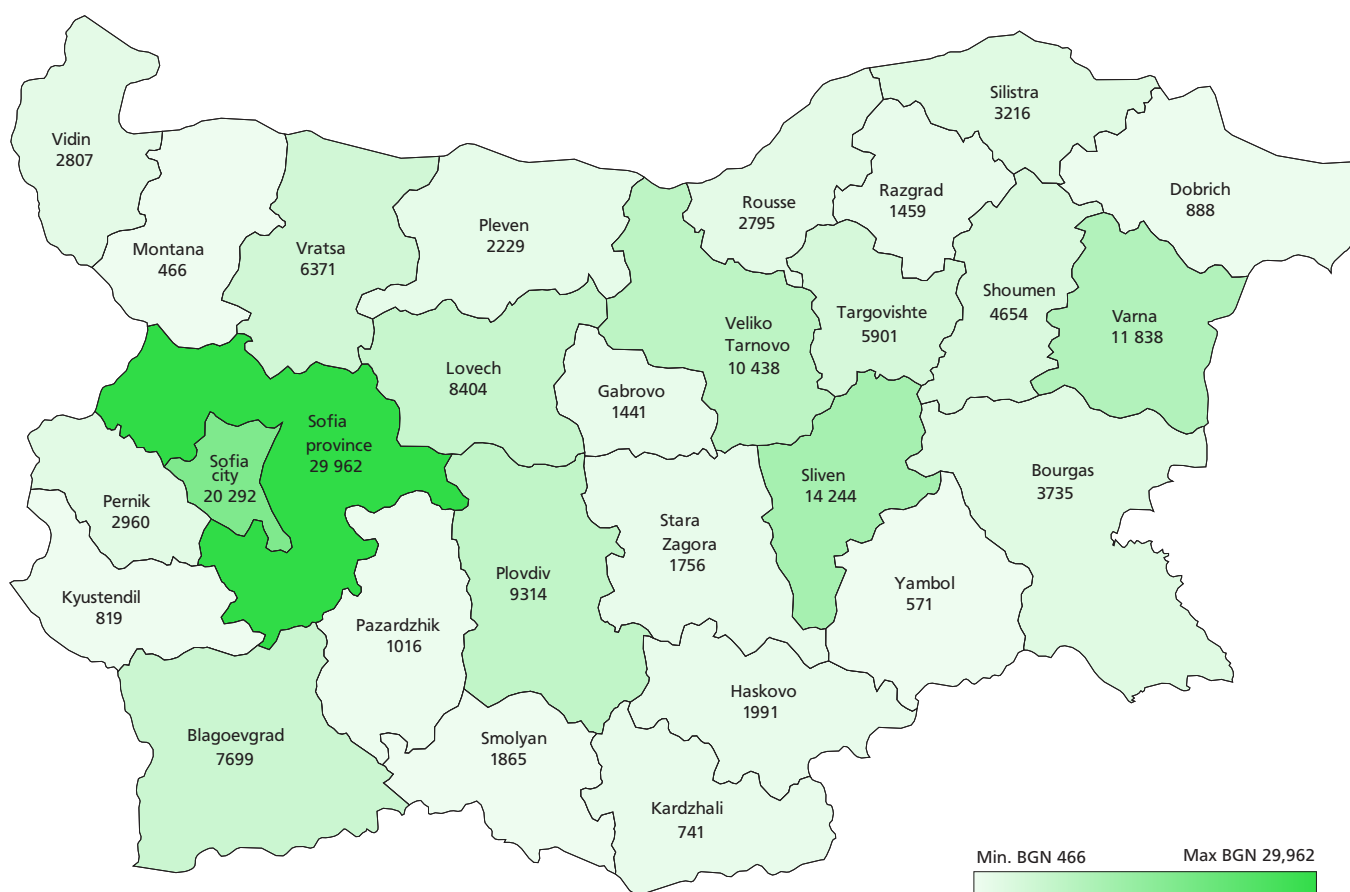 Silistra
3216
Vidin
2807
Dobrich
888
Razgrad
1459
Rousse
2795
Pleven
2229
Montana
466
Vratsa
6371
Shoumen
4654
Targovishte
5901
Varna
11 838
Veliko
Tarnovo
10 438
Lovech
8404
Gabrovo
1441
Sofia
province
29 962
Sofia
city
20 292
Bourgas
3735
Sliven
14 244
Pernik
2960
Stara
Zagora
1756
Plovdiv
9314
Yambol
571
Kyustendil
819
Pazardzhik
1016
Haskovo
1991
Blagoevgrad
7699
Smolyan
1865
Kardzhali
741
Min. BGN 466
Max BGN 29,962